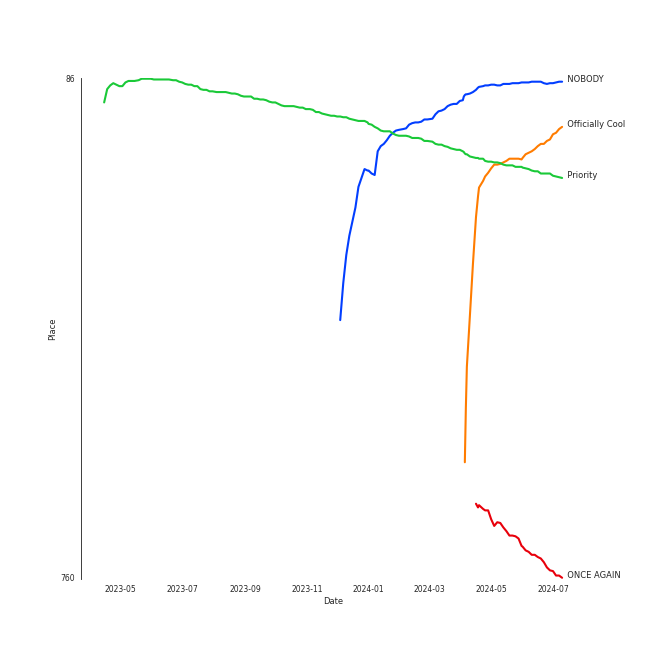 86
NOBODY
Officially Cool
Priority
Place
760
ONCE AGAIN
2023-05 2023-07 2023-09 2023-11 2024-01 2024-03 2024-05 2024-07
Date